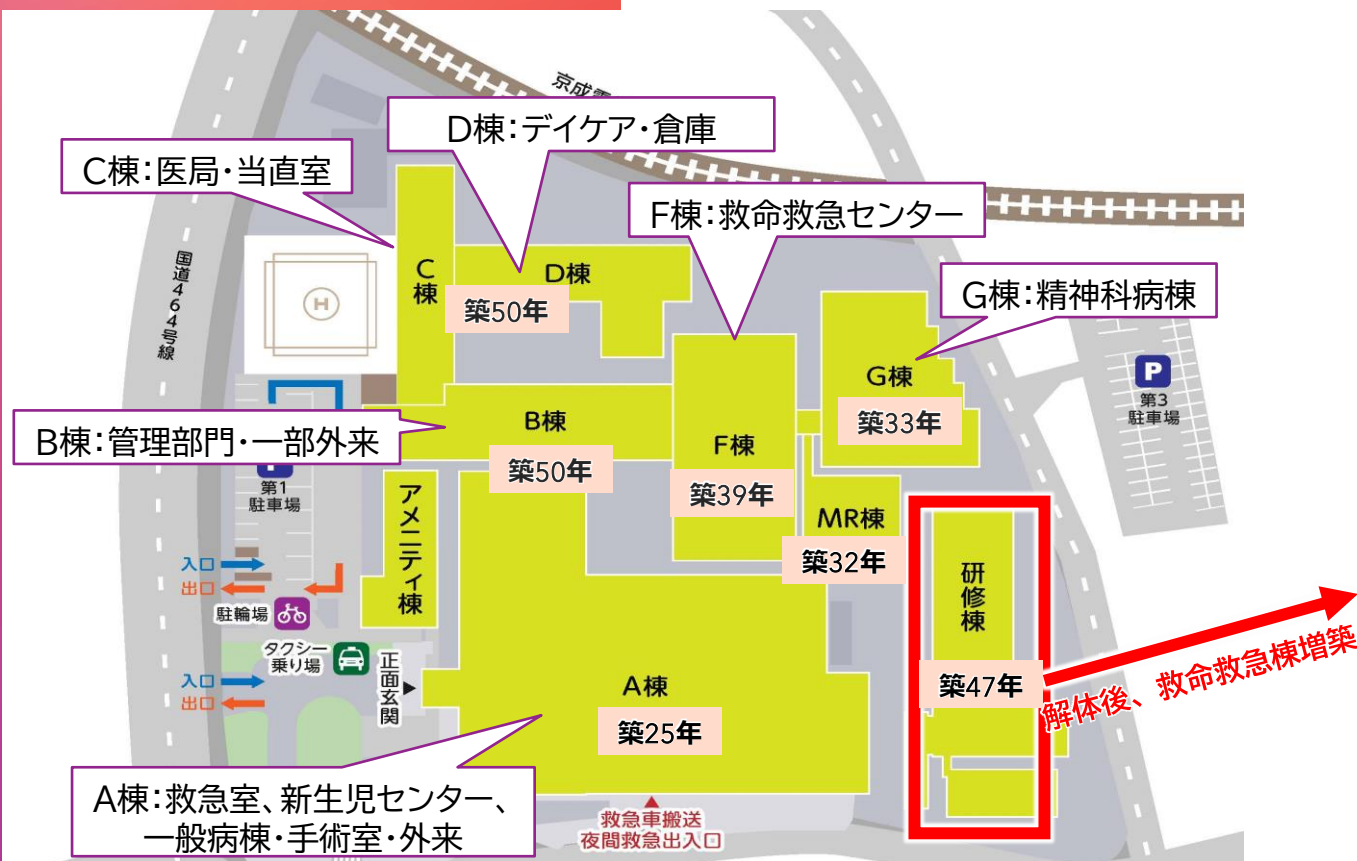 京成電
D棟：デイケア・倉庫
C棟：医局・当直室
F棟：救命救急センター
国道464号線
H
C棟
D棟
築50年
G棟：精神科病棟
G棟
築33年
P
第3
駐車場
B棟：管理部門・一部外来
B棟
築50年
F棟
築39年
第1
駐車場
アメニティ棟
MR棟
築32年
研修棟
築47年
解体後、救命救急棟増築
入口
出口
駐輪場
タクシー
乗り場
正面玄関
入口
出口
A棟
築25年
A棟：救急室、新生児センター、
一般病棟・手術室・外来
救急車搬送
夜間救急出入口